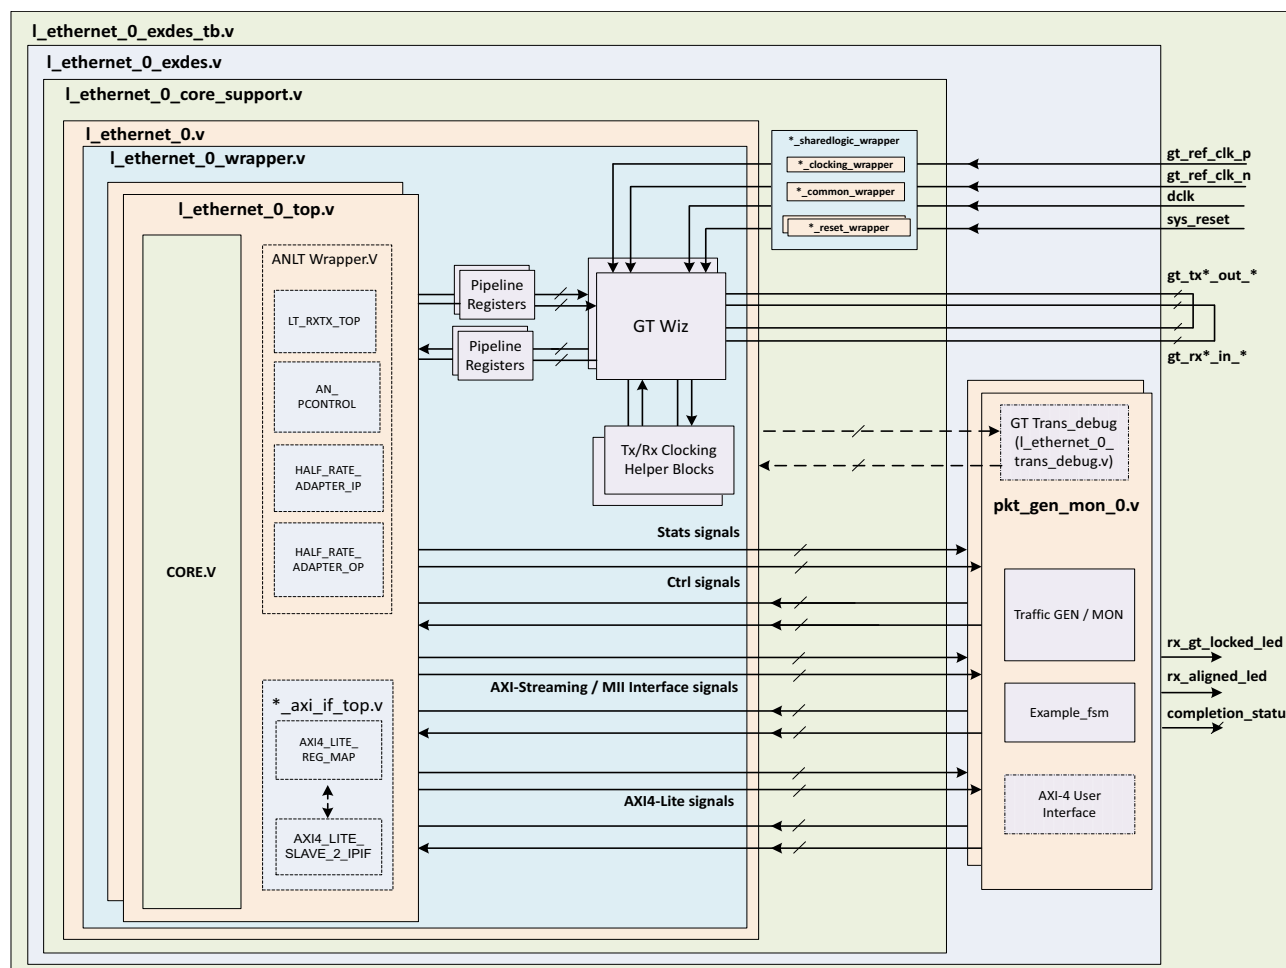 l_ethernet_0_exdes_tb.v
l_ethernet_0_exdes.v
l_ethernet_0_core_support.v
l_ethernet_0.v
l_ethernet_0_wrapper.v
l_ethernet_0_top.v
CORE.V
ANLT Wrapper.V
LT_RXTX_TOP
AN_
PCONTROL
HALF_RATE_
ADAPTER_IP
HALF_RATE_
ADAPTER_OP
*_axi_if_top.v
AXI4_LITE_
REG_MAP
AXI4_LITE_
SLAVE_2_IPIF
Pipeline
Registers
Pipeline
Registers
GT Wiz
Tx/Rx Clocking
Helper Blocks
*_sharedlogic_wrapper
*_clocking_wrapper
*_common_wrapper
*_reset_wrapper
gt_ref_clk_p
gt_ref_clk_n
dclk
sys_reset
gt_tx*_out_*
gt_rx*_in_*
Stats signals
Ctrl signals
AXI-Streaming / MII Interface signals
AXI4-Lite signals
GT Trans_debug
(l_ethernet_0_
trans_debug.v)
pkt_gen_mon_0.v
Traffic GEN / MON
Example_fsm
AXI-4 User
Interface
rx_gt_locked_led
rx_aligned_led
completion_status